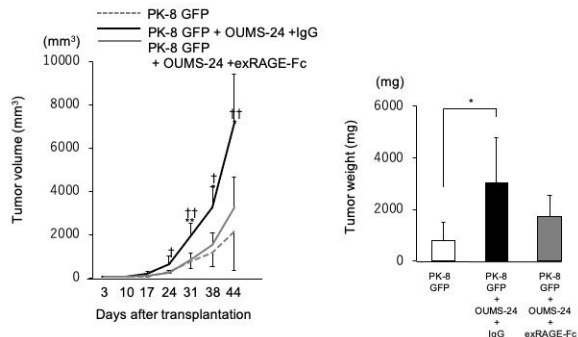 PK-8 GFP
PK-8 GFP + OUMS-24 +IgG
PK-8 GFP
+ OUMS-24 +exRAGE-Fc
(mm³)
10000
8000
6000
4000
2000
0
Tumor volume (mm³)
3 10 17 24 31 38 44
Days after transplantation
‡
‡‡
**
†
*
††
*
(mg)
6000
4000
2000
0
Tumor weight (mg)
*
PK-8
GFP
PK-8
GFP
+
OUMS-24
+
IgG
PK-8
GFP
+
OUMS-24
+
exRAGE-Fc